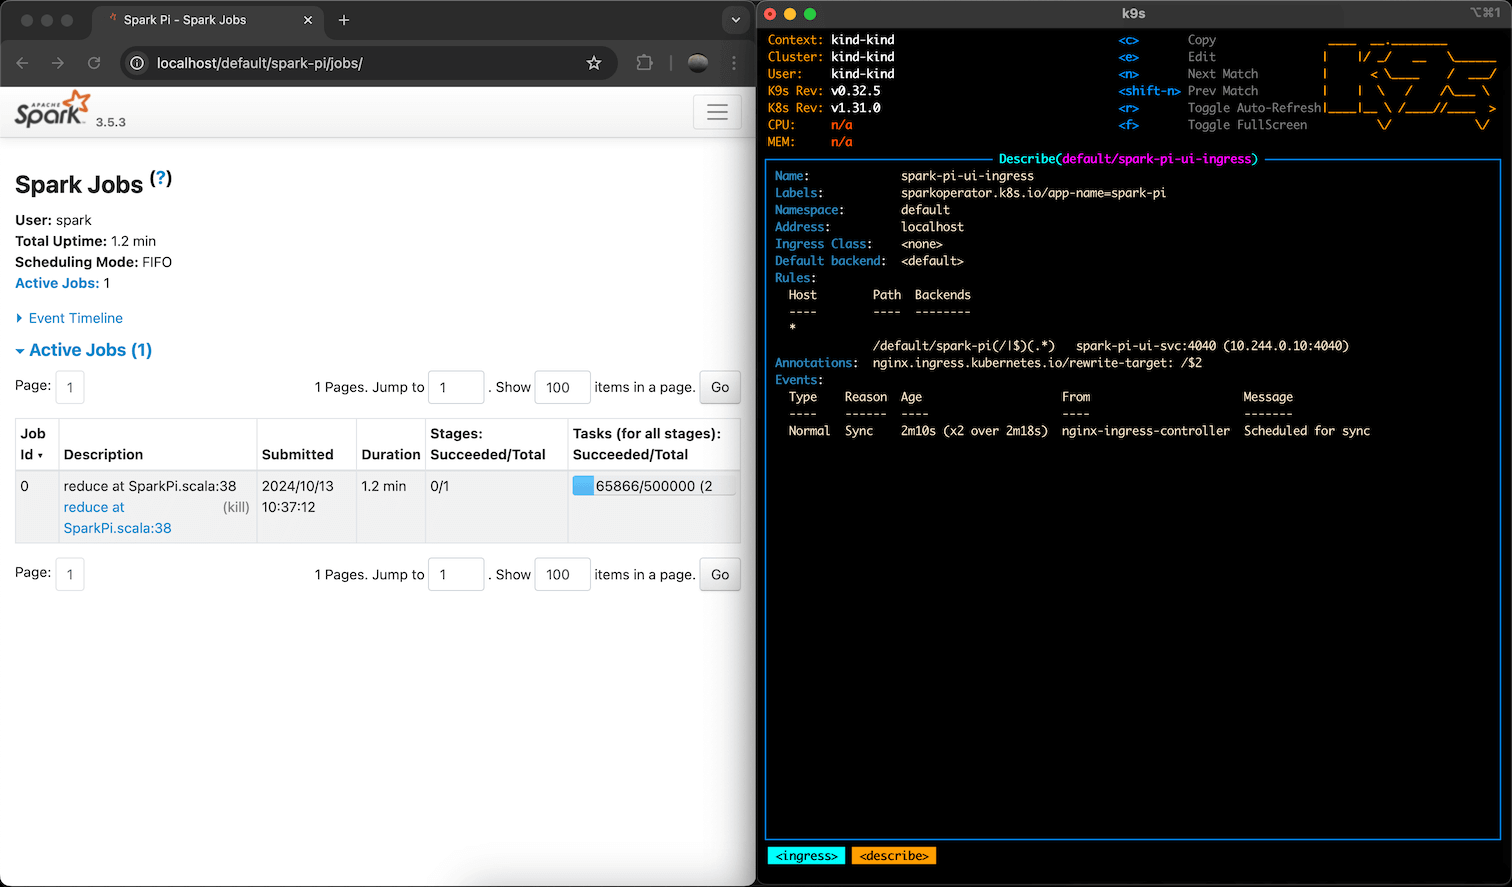 Spark Pi - Spark Jobs
localhost/default/spark-pi/jobs/
APACHE
Spark 3.5.3
Spark Jobs (?)
User: spark
Total Uptime: 1.2 min
Scheduling Mode: FIFO
Active Jobs: 1
Event Timeline
Active Jobs (1)
Page: 1 1 Pages. Jump to 1 . Show 100 items in a page. Go
Job Id Description Submitted Duration Stages: Succeeded/Total Tasks (for all stages): Succeeded/Total
0 reduce at SparkPi.scala:38 2024/10/13 1.2 min 0/1 65866/500000 (2
reduce at (kill) 10:37:12
SparkPi.scala:38
Page: 1 1 Pages. Jump to 1 . Show 100 items in a page. Go
k9s ⌥⌘1
Context: kind-kind <c> Copy
Cluster: kind-kind <e> Edit
User: kind-kind <n> Next Match
K9s Rev: v0.32.5 <shift-n> Prev Match
K8s Rev: v1.31.0 <r> Toggle Auto-Refresh
CPU: n/a <f> Toggle FullScreen
MEM: n/a
K9s
Describe(default/spark-pi-ui-ingress)
Name: spark-pi-ui-ingress
Labels: sparkoperator.k8s.io/app-name=spark-pi
Namespace: default
Address: localhost
Ingress Class: <none>
Default backend: <default>
Rules:
Host Path Backends
---- ---- --------
*
/default/spark-pi(/|$)(.*) spark-pi-ui-svc:4040 (10.244.0.10:4040)
Annotations: nginx.ingress.kubernetes.io/rewrite-target: /$2
Events:
Type Reason Age From Message
---- ------ ---- ---- -------
Normal Sync 2m10s (x2 over 2m18s) nginx-ingress-controller Scheduled for sync
<ingress> <describe>